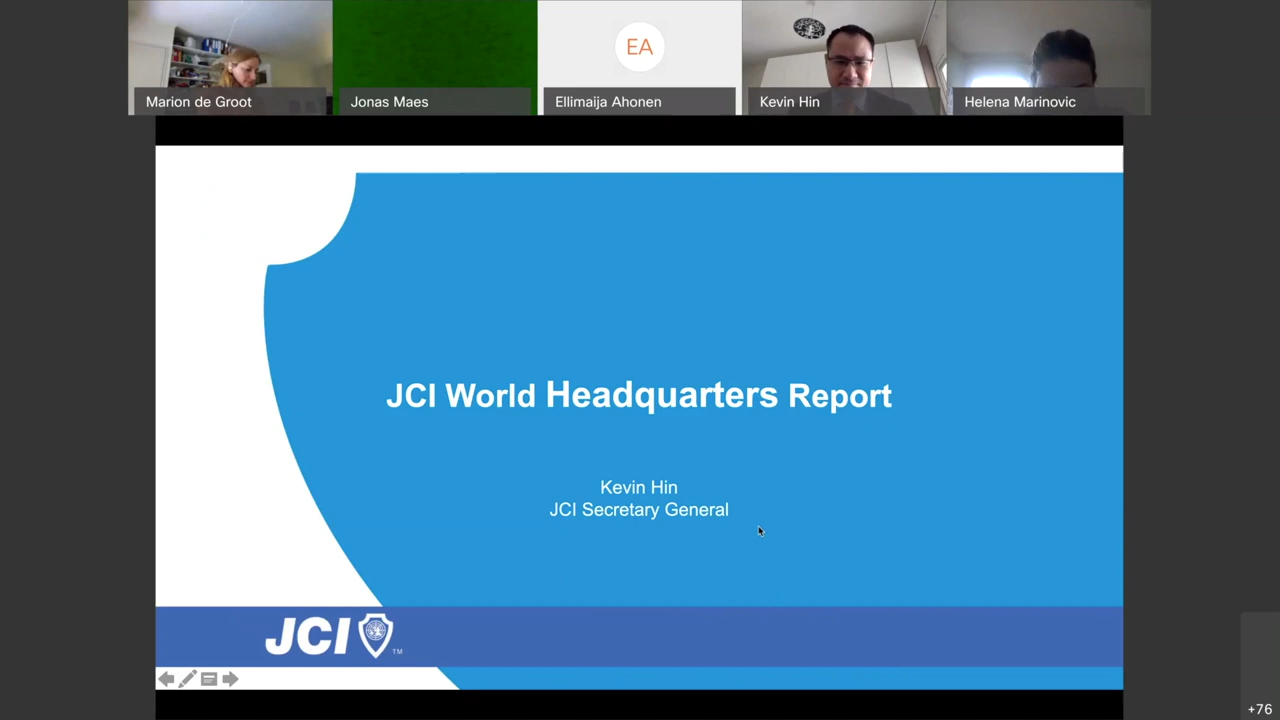 Marion de Groot
Jonas Maes
EA
Ellimaija Ahonen
Kevin Hin
Helena Marinovic
JCI World Headquarters Report
Kevin Hin
JCI Secretary General
JCI
TM
+76